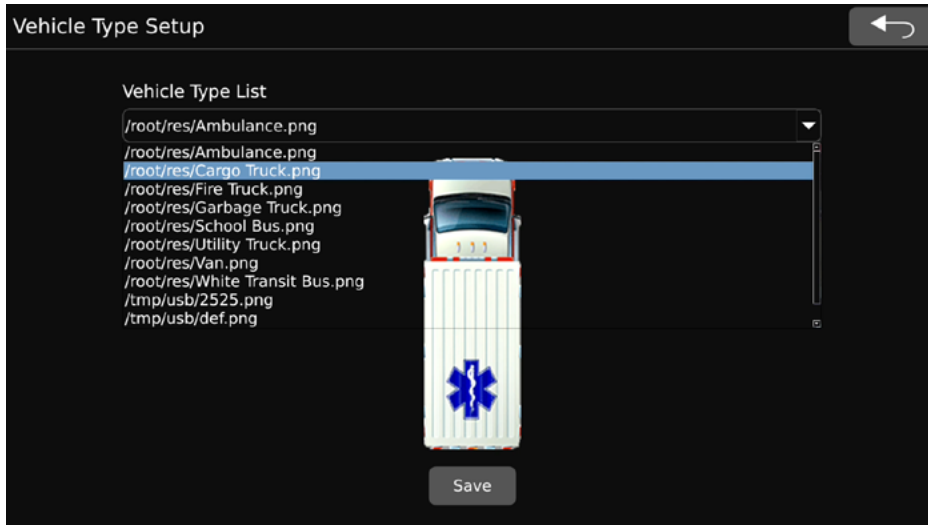 Vehicle Type Setup
Vehicle Type List
/root/res/Ambulance.png
/root/res/Ambulance.png
/root/res/Cargo Truck.png
/root/res/Fire Truck.png
/root/res/Garbage Truck.png
/root/res/School Bus.png
/root/res/Utility Truck.png
/root/res/Van.png
/root/res/White Transit Bus.png
/tmp/usb/2525.png
/tmp/usb/def.png
Save